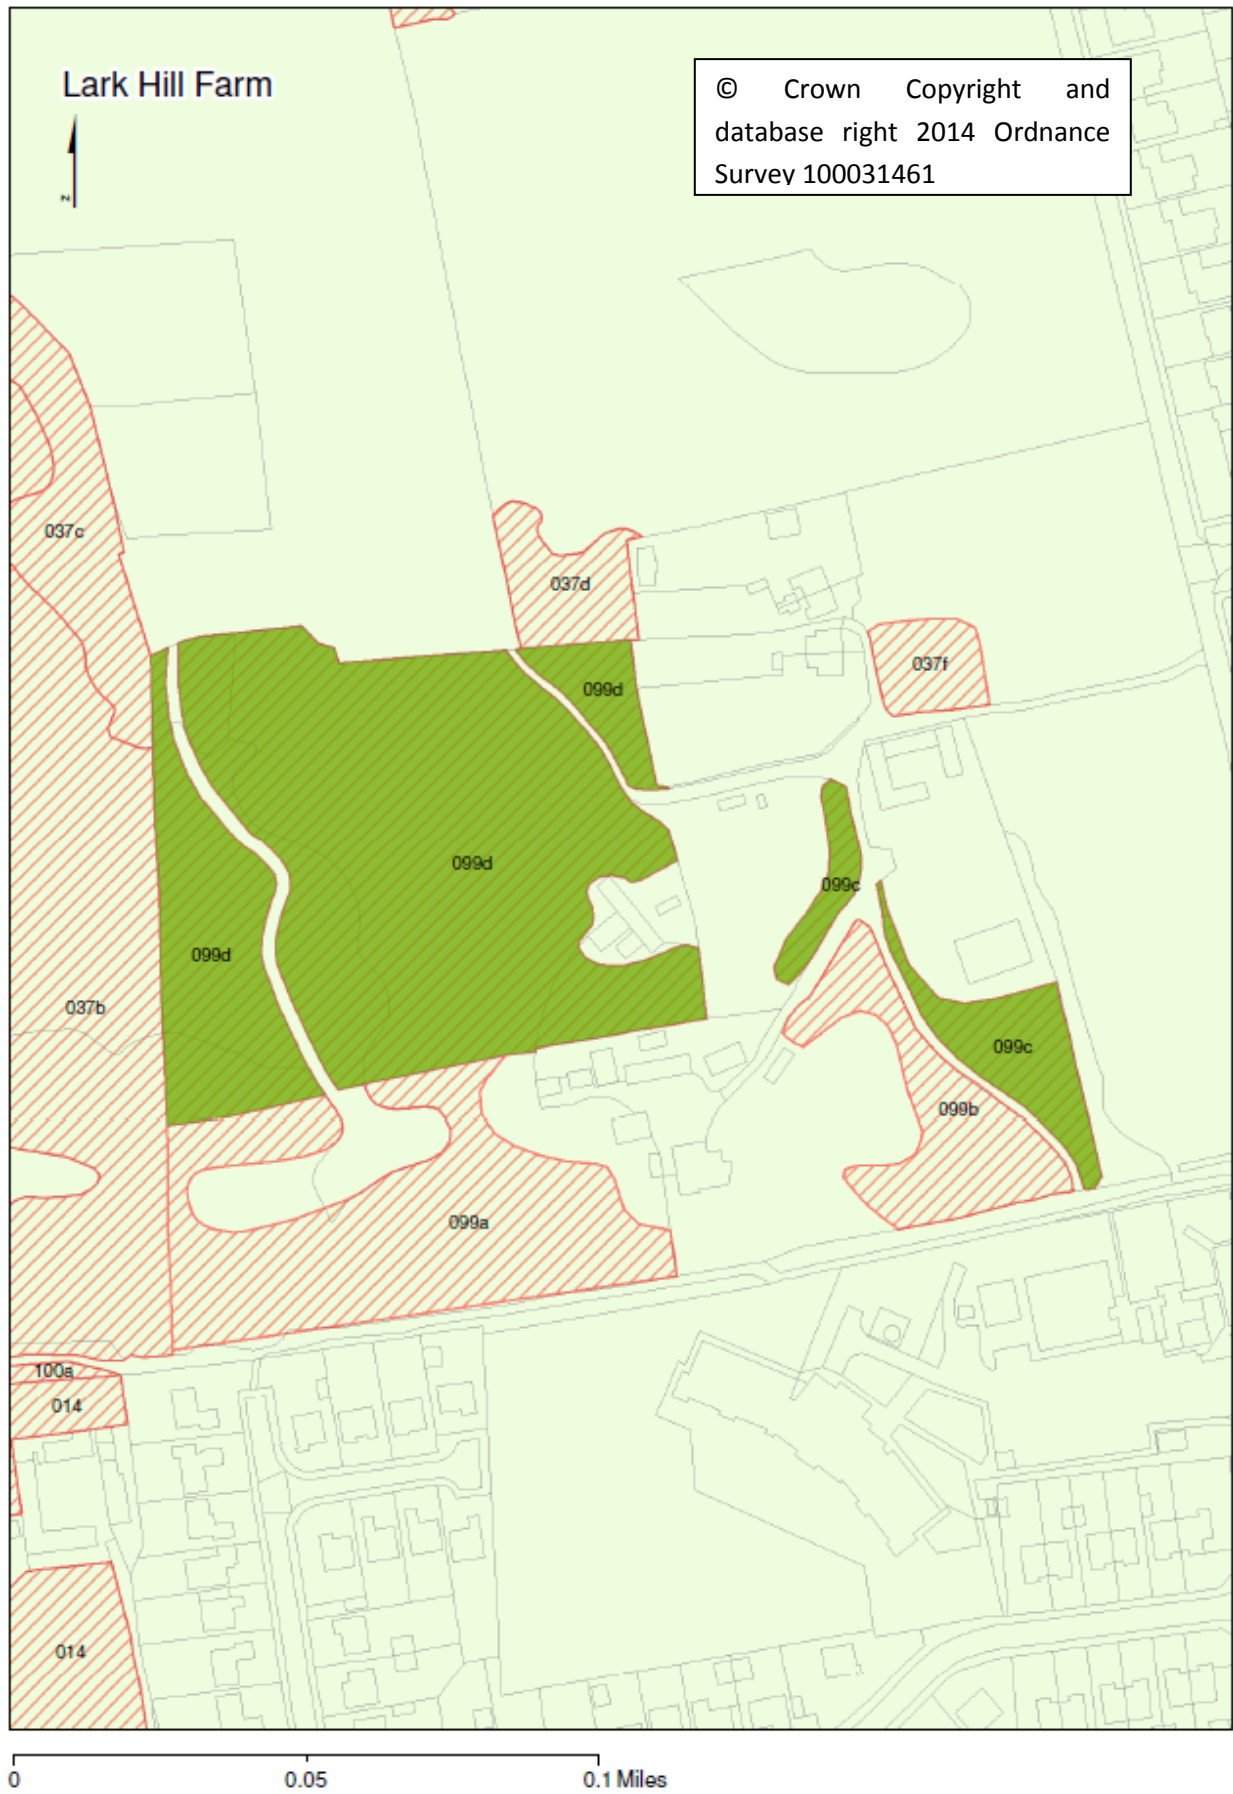 Lark Hill Farm
© Crown Copyright and
database right 2014 Ordnance
Survey 100031461
z
037c
037d
037f
099d
099d
099c
099d
037b
099c
099b
099a
100a
014
014
0 0.05 0.1 Miles